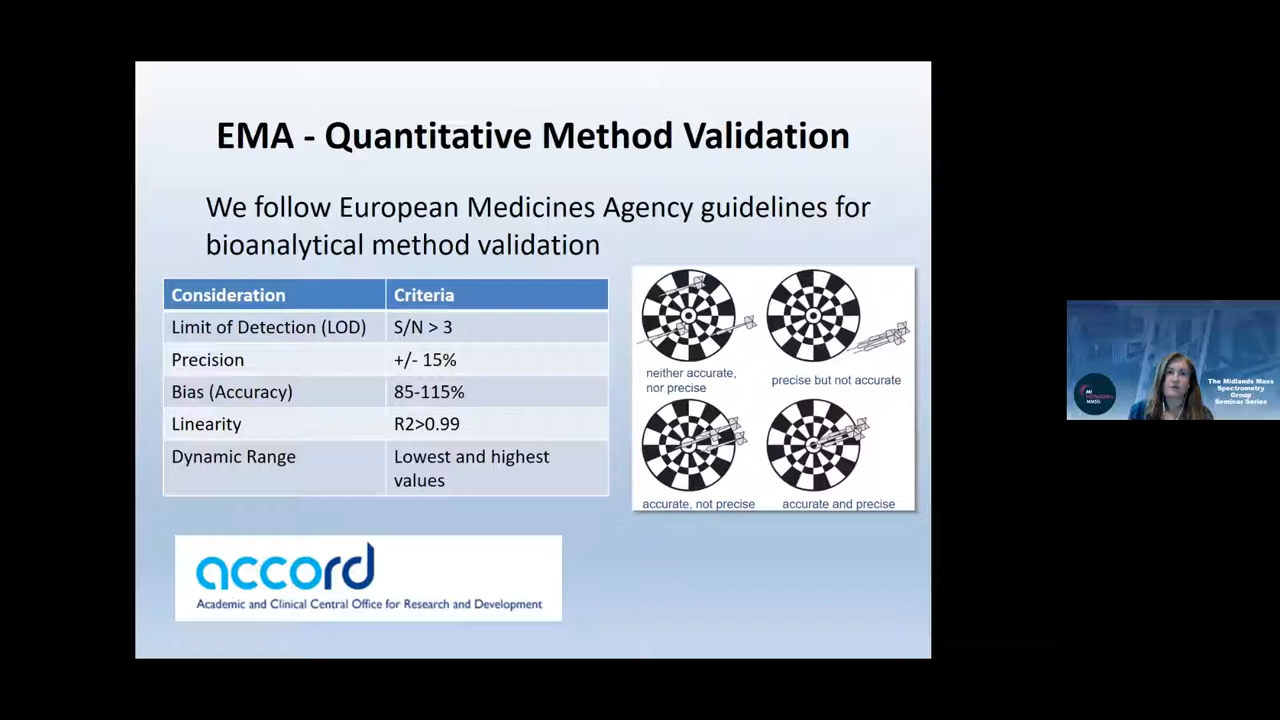 EMA - Quantitative Method Validation
We follow European Medicines Agency guidelines for
bioanalytical method validation
Consideration Criteria
Limit of Detection (LOD) S/N > 3
Precision +/- 15%
Bias (Accuracy) 85-115%
Linearity R2>0.99
Dynamic Range Lowest and highest
values
neither accurate,
nor precise
precise but not accurate
accurate, not precise
accurate and precise
accord
Academic and Clinical Central Office for Research and Development
The Midlands Mass
Spectrometry
Group
Seminar Series